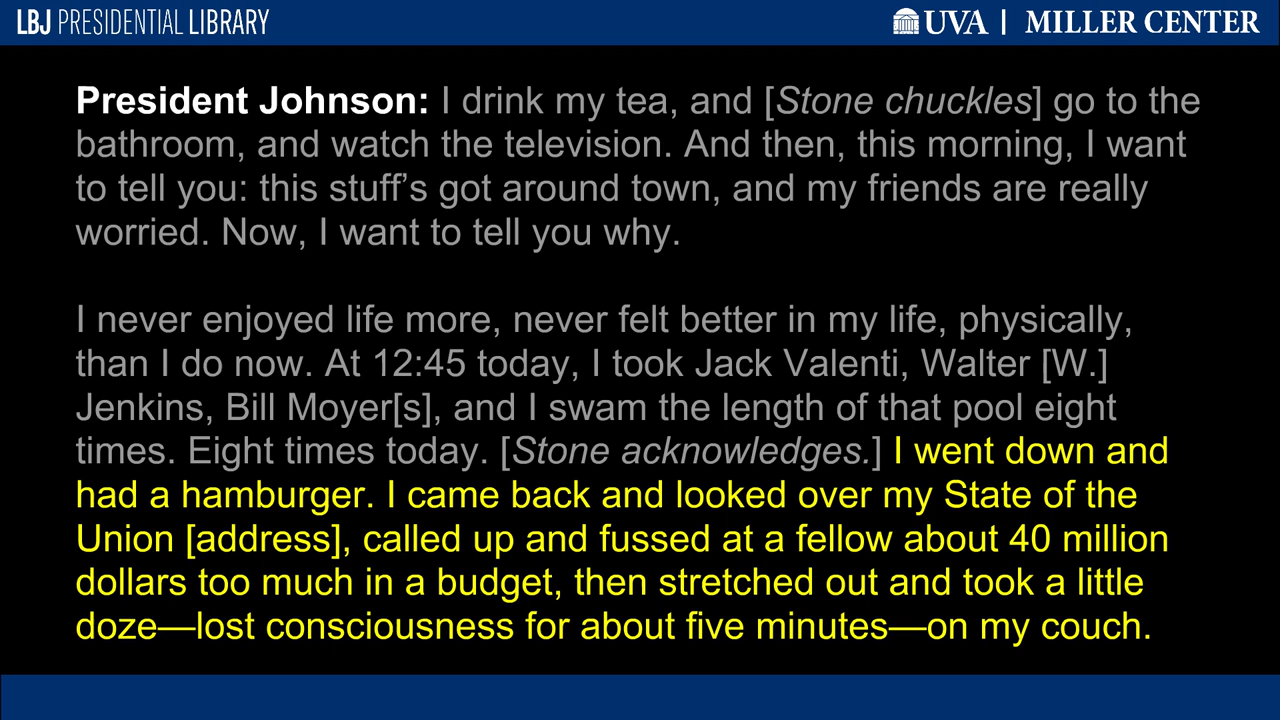 LBJ PRESIDENTIAL LIBRARY
UVA | MILLER CENTER
President Johnson: I drink my tea, and [Stone chuckles] go to the
bathroom, and watch the television. And then, this morning, I want
to tell you: this stuff’s got around town, and my friends are really
worried. Now, I want to tell you why.
I never enjoyed life more, never felt better in my life, physically,
than I do now. At 12:45 today, I took Jack Valenti, Walter [W.]
Jenkins, Bill Moyer[s], and I swam the length of that pool eight
times. Eight times today. [Stone acknowledges.] I went down and
had a hamburger. I came back and looked over my State of the
Union [address], called up and fussed at a fellow about 40 million
dollars too much in a budget, then stretched out and took a little
doze—lost consciousness for about five minutes—on my couch.